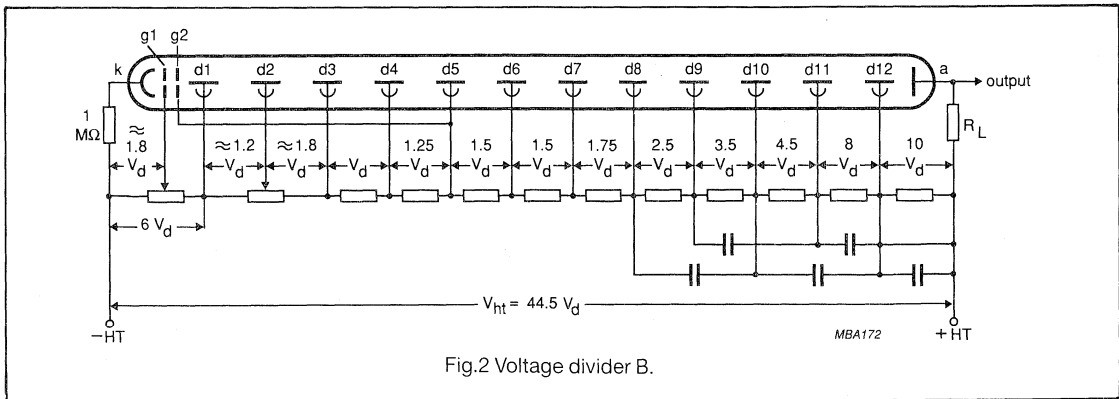 g1 g2
k d1 d2 d3 d4 d5 d6 d7 d8 d9 d10 d11 d12 a
output
1
MΩ
R_L
≈
1.8 ≈1.2 ≈1.8 1.25 1.5 1.5 1.75 2.5 3.5 4.5 8 10
V_d V_d V_d V_d V_d V_d V_d V_d V_d V_d V_d V_d V_d
6 V_d
V_ht = 44.5 V_d
−HT
MBA172
+HT
Fig.2 Voltage divider B.